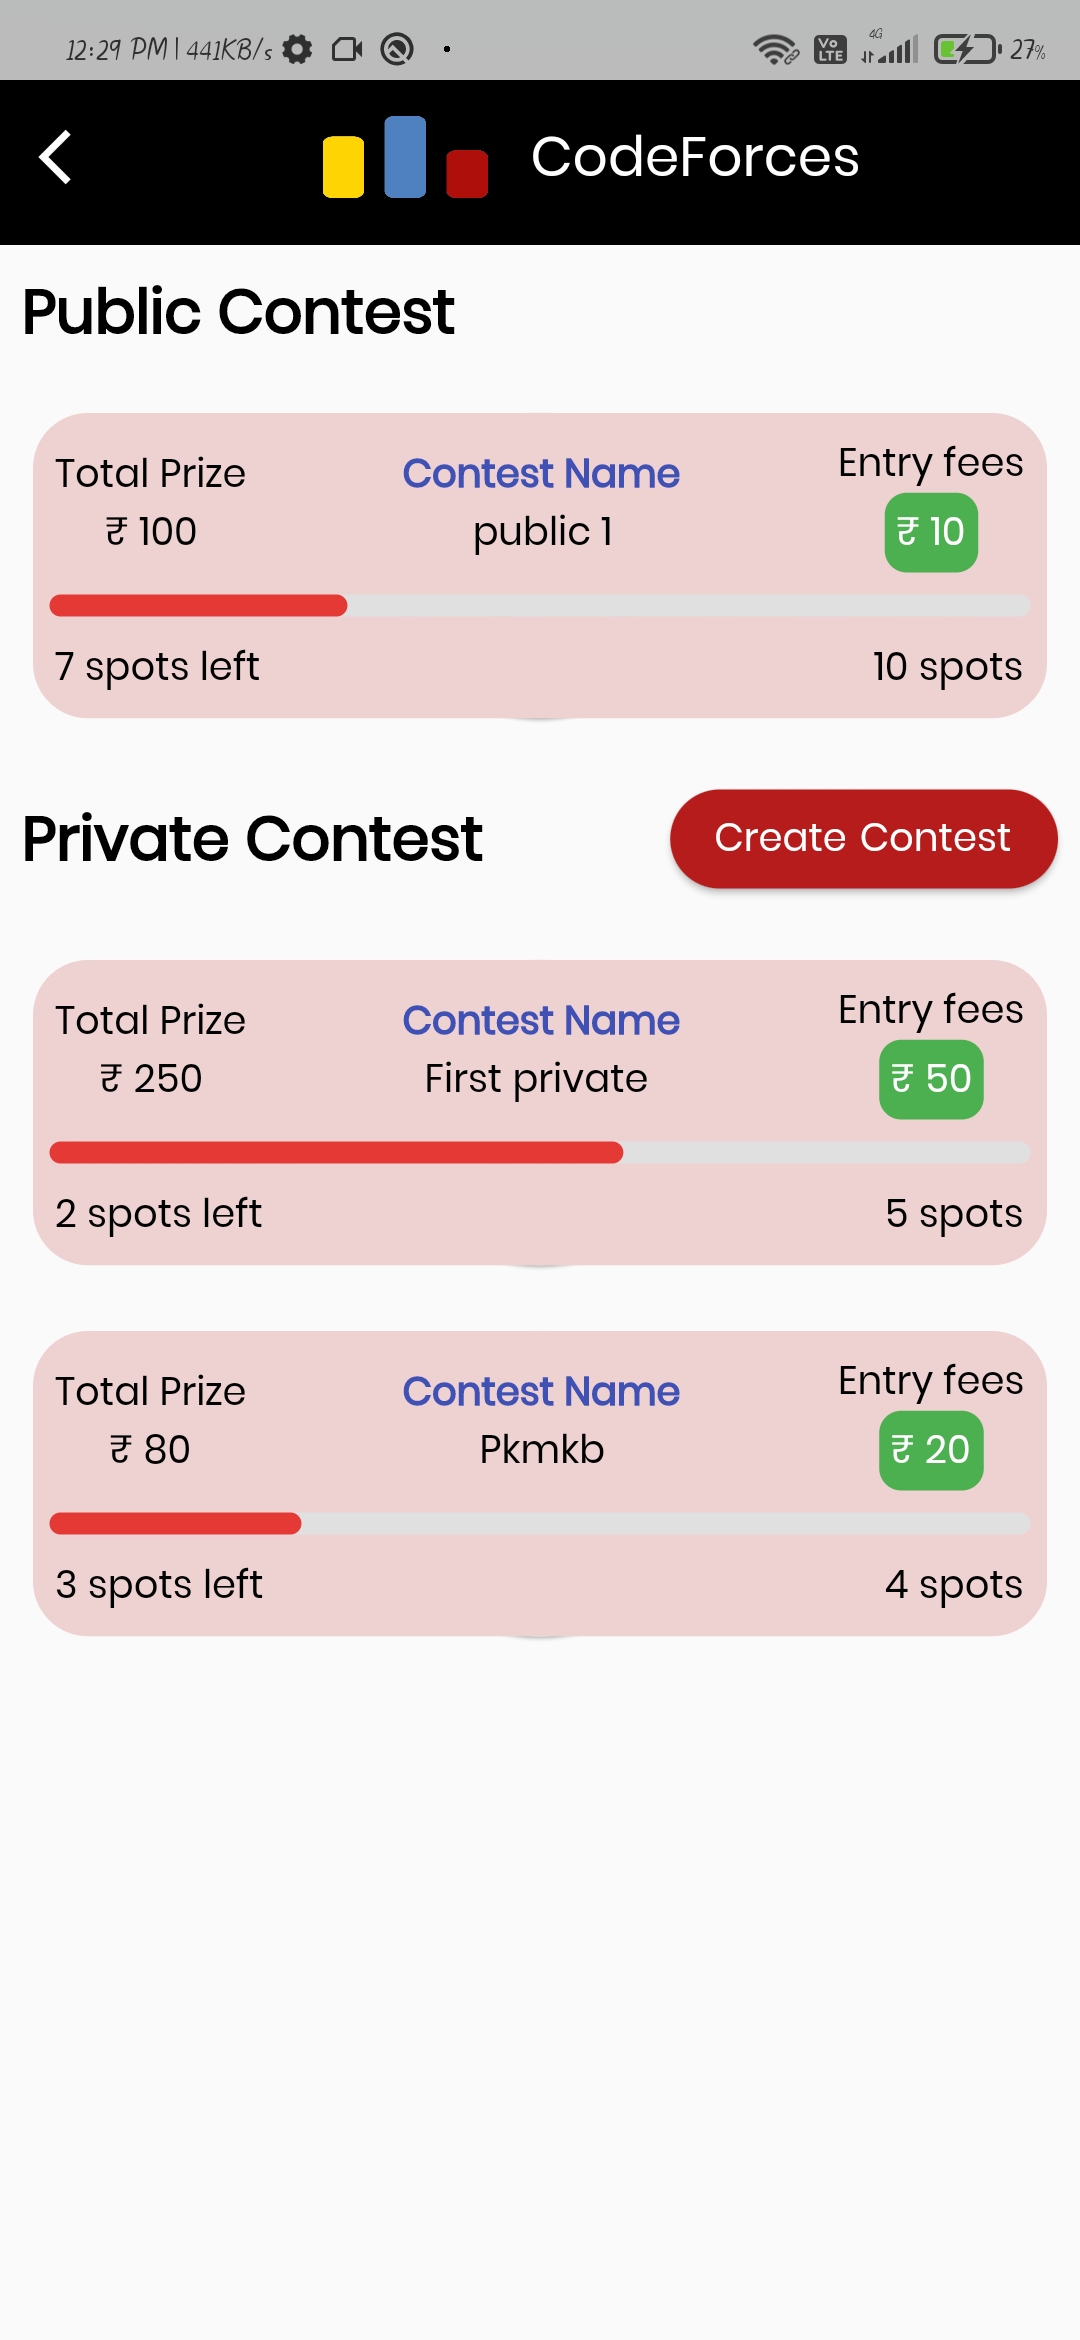 12:29 PM | 441KB/s
Vo LTE
4G
27%
CodeForces
Public Contest
Total Prize Contest Name Entry fees
₹ 100 public 1 ₹ 10
7 spots left 10 spots
Private Contest Create Contest
Total Prize Contest Name Entry fees
₹ 250 First private ₹ 50
2 spots left 5 spots
Total Prize Contest Name Entry fees
₹ 80 Pkmkb ₹ 20
3 spots left 4 spots